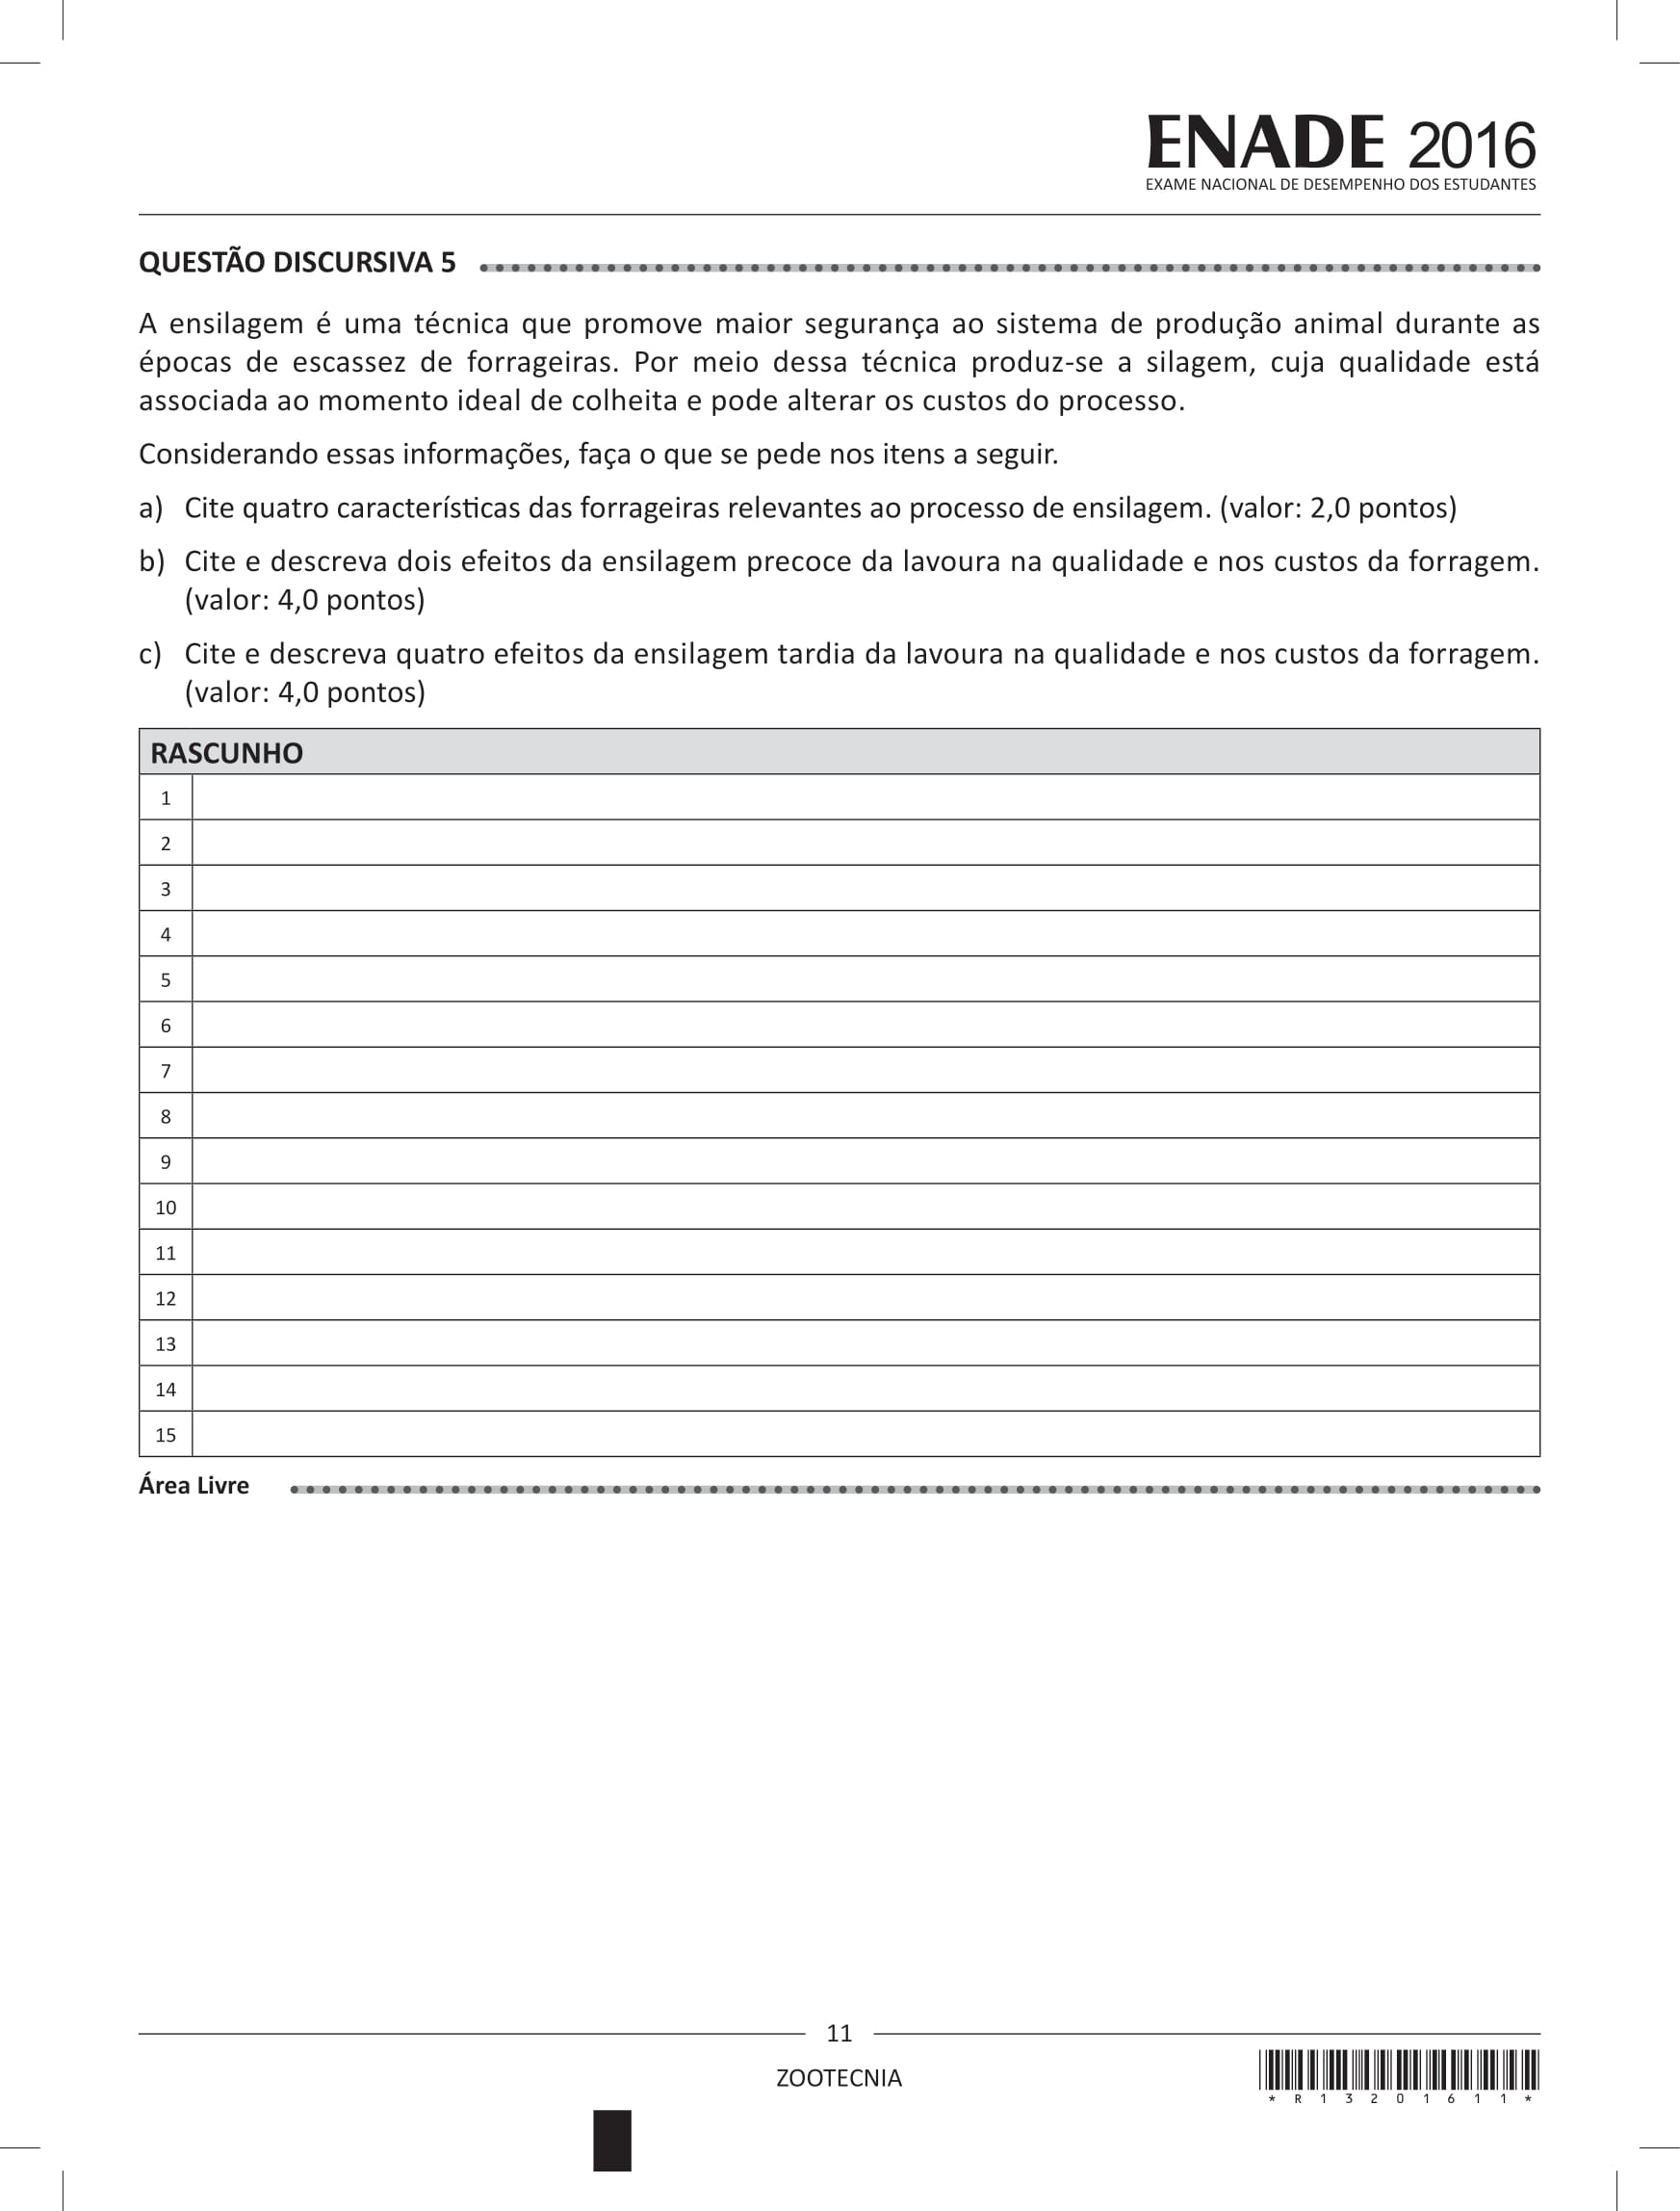 ENADE 2016
EXAME NACIONAL DE DESEMPENHO DOS ESTUDANTES
QUESTÃO DISCURSIVA 5
A ensilagem é uma técnica que promove maior segurança ao sistema de produção animal durante as
épocas de escassez de forrageiras. Por meio dessa técnica produz-se a silagem, cuja qualidade está
associada ao momento ideal de colheita e pode alterar os custos do processo.
Considerando essas informações, faça o que se pede nos itens a seguir.
a) Cite quatro características das forrageiras relevantes ao processo de ensilagem. (valor: 2,0 pontos)
b) Cite e descreva dois efeitos da ensilagem precoce da lavoura na qualidade e nos custos da forragem.
(valor: 4,0 pontos)
c) Cite e descreva quatro efeitos da ensilagem tardia da lavoura na qualidade e nos custos da forragem.
(valor: 4,0 pontos)
RASCUNHO
1
2
3
4
5
6
7
8
9
10
11
12
13
14
15
Área Livre
11
ZOOTECNIA
* R 1 3 2 0 1 6 1 1 *